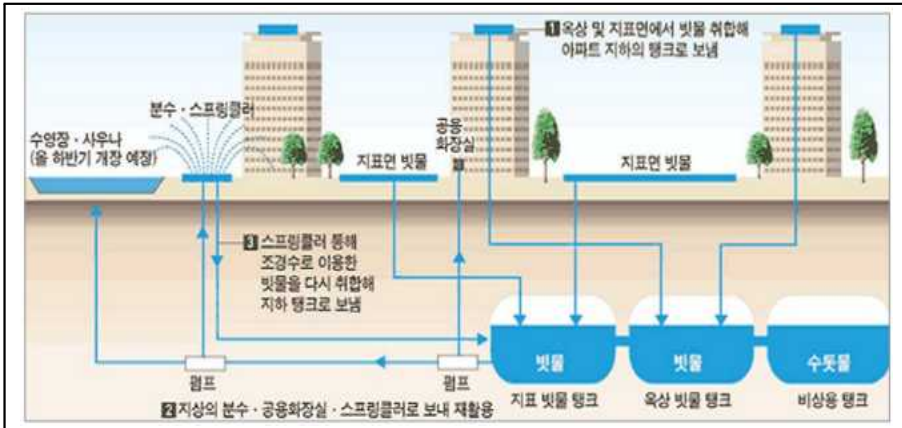 1 옥상 및 지표면에서 빗물 취합해
아파트 지하의 탱크로 보냄
분수·스프링클러
수영장·사우나
(올 하반기 개장 예정)
공용
화장실
지표면 빗물
지표면 빗물
3 스프링클러 통해
조경수로 이용한
빗물을 다시 취합해
지하 탱크로 보냄
빗물
빗물
수돗물
펌프
펌프
지표 빗물 탱크
옥상 빗물 탱크
비상용 탱크
2 지상의 분수·공용화장실·스프링클러로 보내 재활용